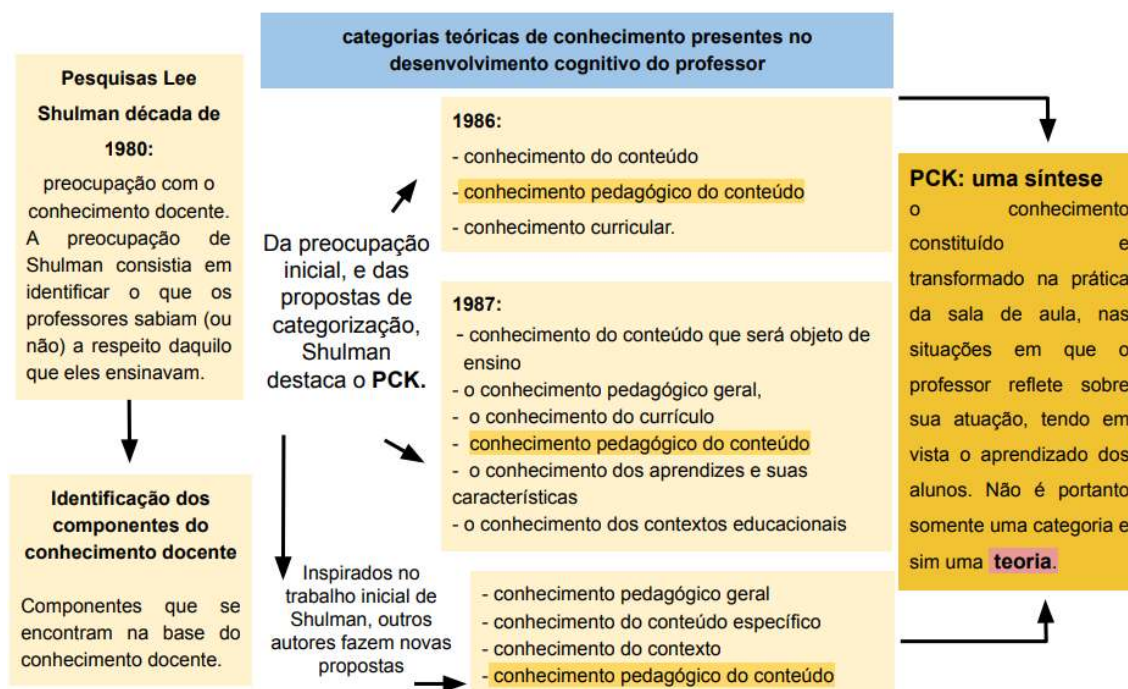 categorias teóricas de conhecimento presentes no
desenvolvimento cognitivo do professor
Pesquisas Lee
Shulman década de
1980:
preocupação com o
conhecimento docente.
A preocupação de
Shulman consistia em
identificar o que os
professores sabiam (ou
não) a respeito daquilo
que eles ensinavam.
Identificação dos
componentes do
conhecimento docente
Componentes que se
encontram na base do
conhecimento docente.
Da preocupação
inicial, e das
propostas de
categorização,
Shulman
destaca o PCK.
1986:
- conhecimento do conteúdo
- conhecimento pedagógico do conteúdo
- conhecimento curricular.
1987:
- conhecimento do conteúdo que será objeto de
ensino
- o conhecimento pedagógico geral,
- o conhecimento do currículo
- conhecimento pedagógico do conteúdo
- o conhecimento dos aprendizes e suas
características
- o conhecimento dos contextos educacionais
Inspirados no
trabalho inicial de
Shulman, outros
autores fazem novas
propostas
- conhecimento pedagógico geral
- conhecimento do conteúdo específico
- conhecimento do contexto
- conhecimento pedagógico do conteúdo
PCK: uma síntese
o conhecimento
constituído e
transformado na prática
da sala de aula, nas
situações em que o
professor reflete sobre
sua atuação, tendo em
vista o aprendizado dos
alunos. Não é portanto
somente uma categoria e
sim uma teoria.